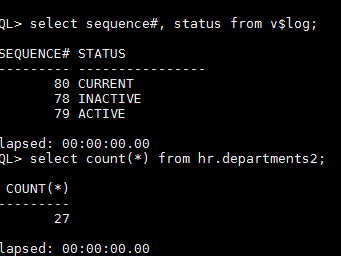 QL> select sequence#, status from v$log;
SEQUENCE# STATUS
--------- ----------------
80 CURRENT
78 INACTIVE
79 ACTIVE
lapsed: 00:00:00.00
QL> select count(*) from hr.departments2;
COUNT(*)
---------
27
lapsed: 00:00:00.00